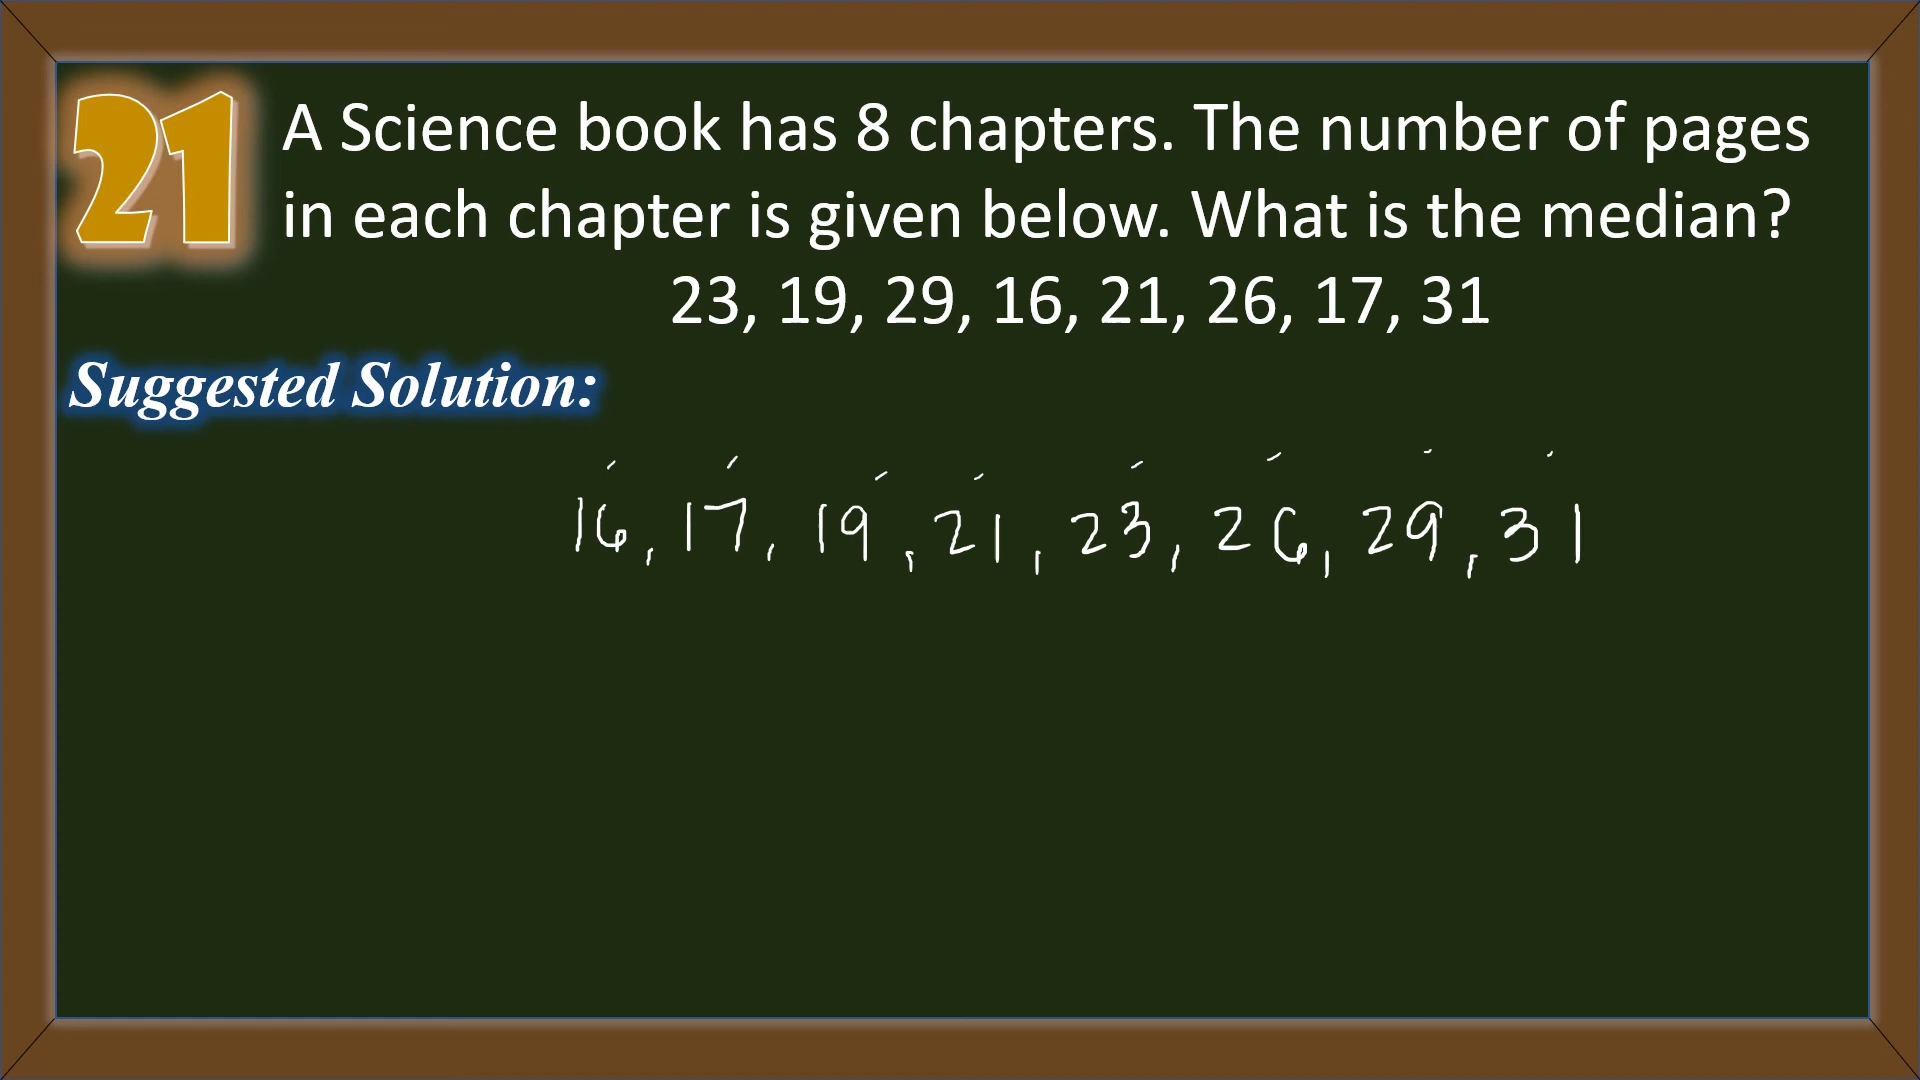 21
A Science book has 8 chapters. The number of pages
in each chapter is given below. What is the median?
23, 19, 29, 16, 21, 26, 17, 31
Suggested Solution:
16, 17, 19, 21, 23, 26, 29, 31